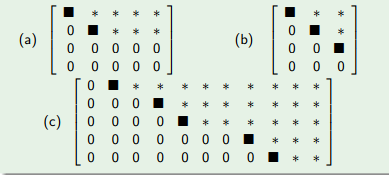 (a) (b)
■ * * * * ■ * *
0 ■ * * * 0 ■ *
0 0 0 0 0 0 0 ■
0 0 0 0 0 0 0 0
(c)
0 ■ * * * * * * * * *
0 0 0 ■ * * * * * * *
0 0 0 0 ■ * * * * * *
0 0 0 0 0 0 0 ■ * * *
0 0 0 0 0 0 0 0 ■ * *